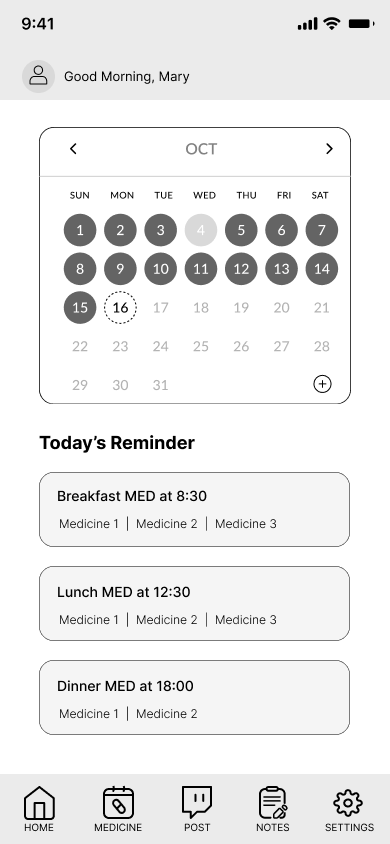 9:41
Good Morning, Mary
OCT
SUN MON TUE WED THU FRI SAT
1 2 3 4 5 6 7
8 9 10 11 12 13 14
15 16 17 18 19 20 21
22 23 24 25 26 27 28
29 30 31
Today’s Reminder
Breakfast MED at 8:30
Medicine 1 | Medicine 2 | Medicine 3
Lunch MED at 12:30
Medicine 1 | Medicine 2 | Medicine 3
Dinner MED at 18:00
Medicine 1 | Medicine 2
HOME MEDICINE POST NOTES SETTINGS